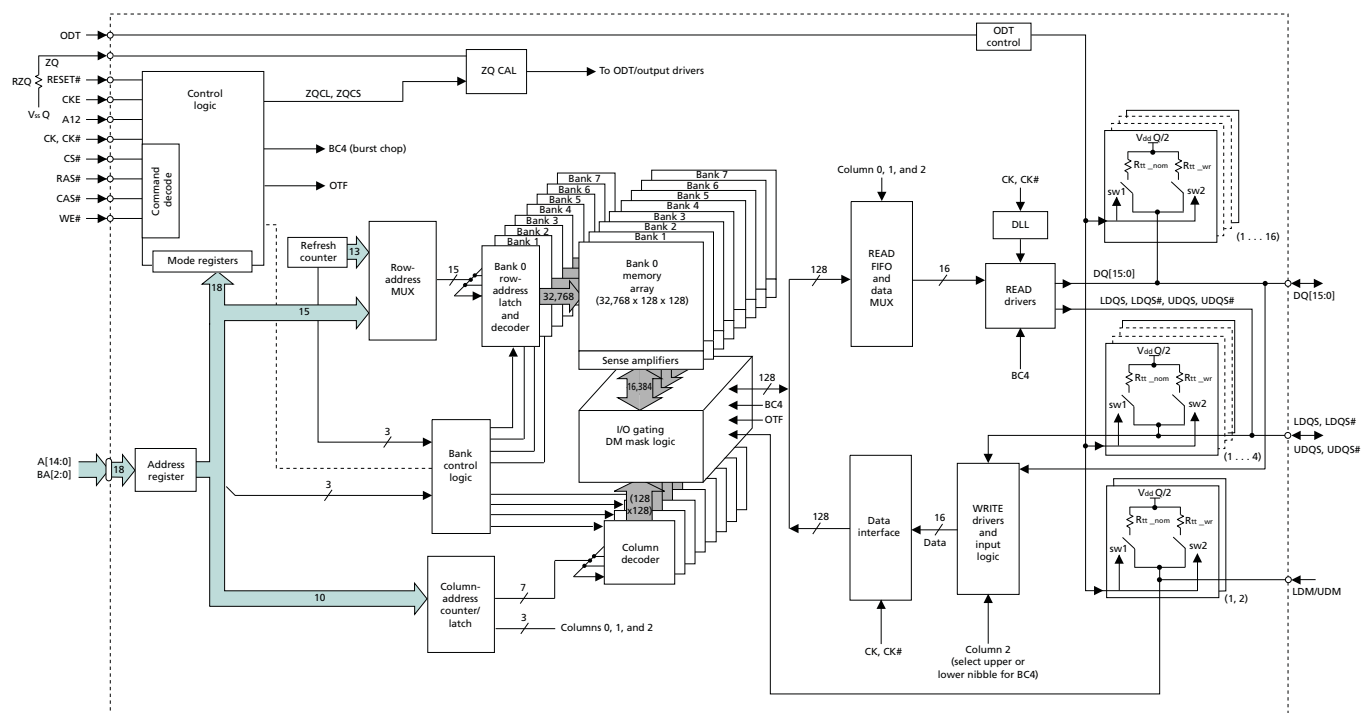 ODT
ODT
control
ZQ
RZQ
VssQ
RESET#
CKE
A12
CK, CK#
CS#
RAS#
CAS#
WE#
Control
logic
Command
decode
Mode registers
ZQCL, ZQCS
ZQ CAL
To ODT/output drivers
BC4 (burst chop)
OTF
Refresh
counter
13
Row-
address
MUX
15
18
15
Bank 7
Bank 6
Bank 5
Bank 4
Bank 3
Bank 2
Bank 1
Bank 0
row-
address
latch
and
decoder
32,768
Bank 7
Bank 6
Bank 5
Bank 4
Bank 3
Bank 2
Bank 1
Bank 0
memory
array
(32,768 x 128 x 128)
Sense amplifiers
16,384
I/O gating
DM mask logic
128
BC4
OTF
(128
x128)
Column
decoder
3
3
Bank
control
logic
A[14:0]
BA[2:0]
18
Address
register
10
Column-
address
counter/
latch
7
3
Columns 0, 1, and 2
Column 0, 1, and 2
128
READ
FIFO
and
data
MUX
16
CK, CK#
DLL
READ
drivers
BC4
DQ[15:0]
LDQS, LDQS#, UDQS, UDQS#
VddQ/2
Rtt_nom
Rtt_wr
sw1
sw2
(1 . . . 16)
DQ[15:0]
VddQ/2
Rtt_nom
Rtt_wr
sw1
sw2
(1 . . . 4)
LDQS, LDQS#
UDQS, UDQS#
128
Data
interface
16
Data
WRITE
drivers
and
input
logic
CK, CK#
Column 2
(select upper or
lower nibble for BC4)
VddQ/2
Rtt_nom
Rtt_wr
sw1
sw2
(1, 2)
LDM/UDM